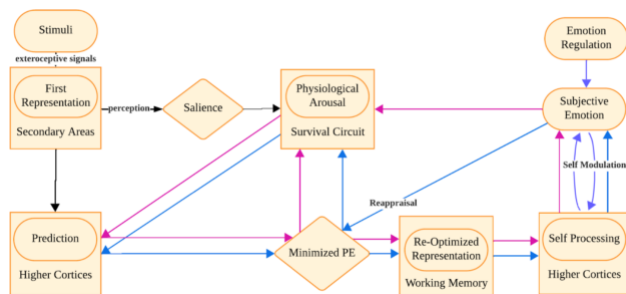 Stimuli
exteroceptive signals
First
Representation
Secondary Areas
perception
Salience
Physiological
Arousal
Survival Circuit
Emotion
Regulation
Subjective
Emotion
Self Modulation
Reappraisal
Prediction
Higher Cortices
Minimized PE
Re-Optimized
Representation
Working Memory
Self Processing
Higher Cortices